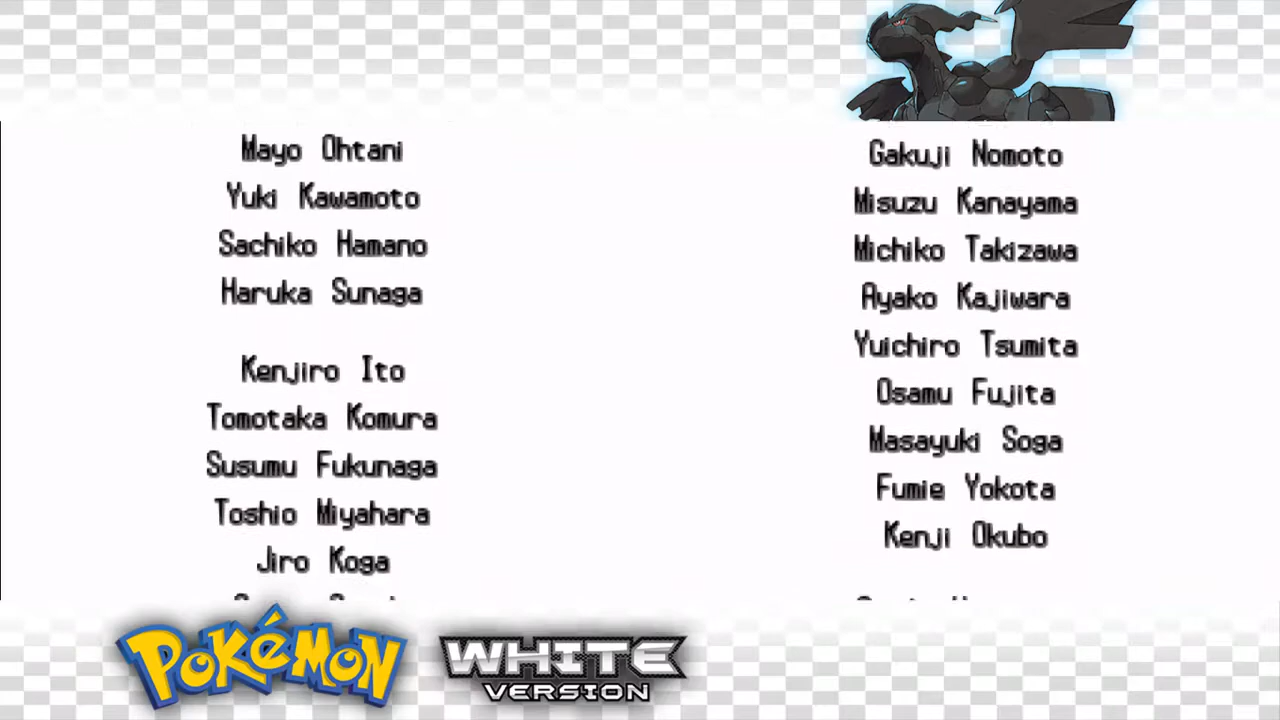 Mayo Ohtani
Yuki Kawamoto
Sachiko Hamano
Haruka Sunaga
Kenjiro Ito
Tomotaka Komura
Susumu Fukunaga
Toshio Miyahara
Jiro Koga
Gakuji Nomoto
Misuzu Kanayama
Michiko Takizawa
Ayako Kajiwara
Yuichiro Tsumita
Osamu Fujita
Masayuki Soga
Fumie Yokota
Kenji Okubo
POKéMON
WHITE
VERSION